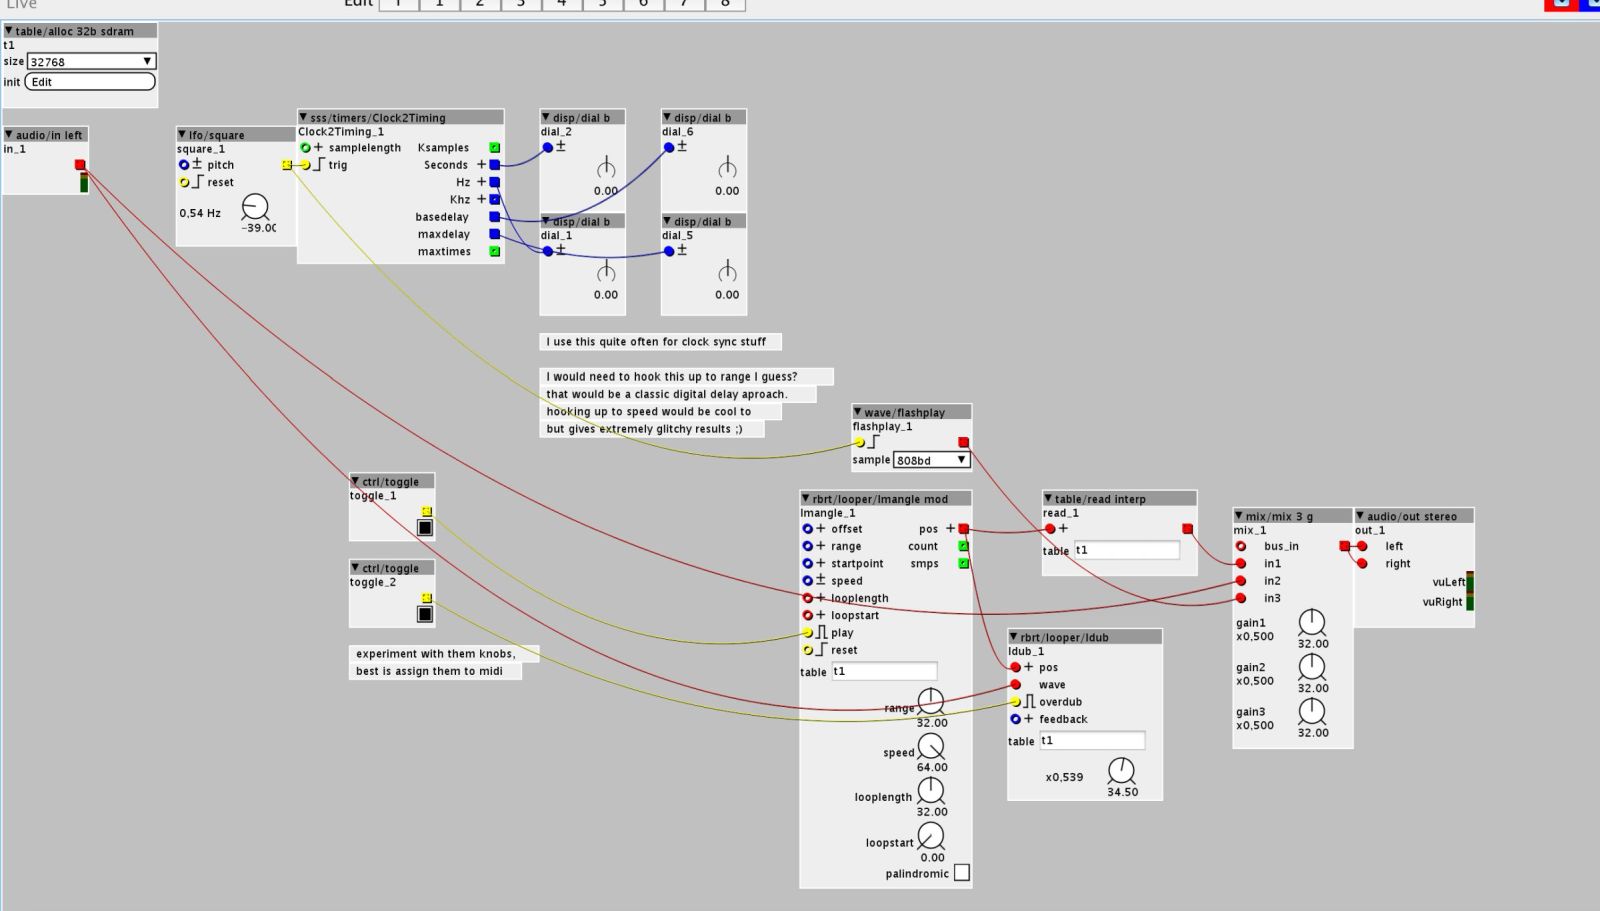 Live
Edit
1
1
2
3
4
5
6
7
8
table/alloc 32b sdram
t1
size 32768
init Edit
audio/in left
in_1
lfo/square
square_1
pitch
reset
0,54 Hz
-39.00
sss/timers/Clock2Timing
Clock2Timing_1
samplelength Ksamples
trig Seconds +
Hz +
Khz +
basedelay
maxdelay
maxtimes
disp/dial b
dial_2
±
0.00
disp/dial b
dial_6
±
0.00
disp/dial b
dial_1
±
0.00
disp/dial b
dial_5
±
0.00
I use this quite often for clock sync stuff
I would need to hook this up to range I guess?
that would be a classic digital delay aproach.
hooking up to speed would be cool to
but gives extremely glitchy results ;)
wave/flashplay
flashplay_1
sample 808bd
ctrl/toggle
toggle_1
ctrl/toggle
toggle_2
experiment with them knobs,
best is assign them to midi
rbrt/looper/lmangle mod
lmangle_1
+ offset pos +
+ range count
+ startpoint smps
± speed
+ looplength
+ loopstart
play
reset
table t1
range
32.00
speed
64.00
looplength
32.00
loopstart
0.00
palindromic
table/read interp
read_1
+
table t1
rbrt/looper/ldub
ldub_1
+ pos
wave
overdub
+ feedback
table t1
x0,539
34.50
mix/mix 3 g
mix_1
bus_in
in1
in2
in3
gain1
x0,500
32.00
gain2
x0,500
32.00
gain3
x0,500
32.00
audio/out stereo
out_1
left
right
vuLeft
vuRight